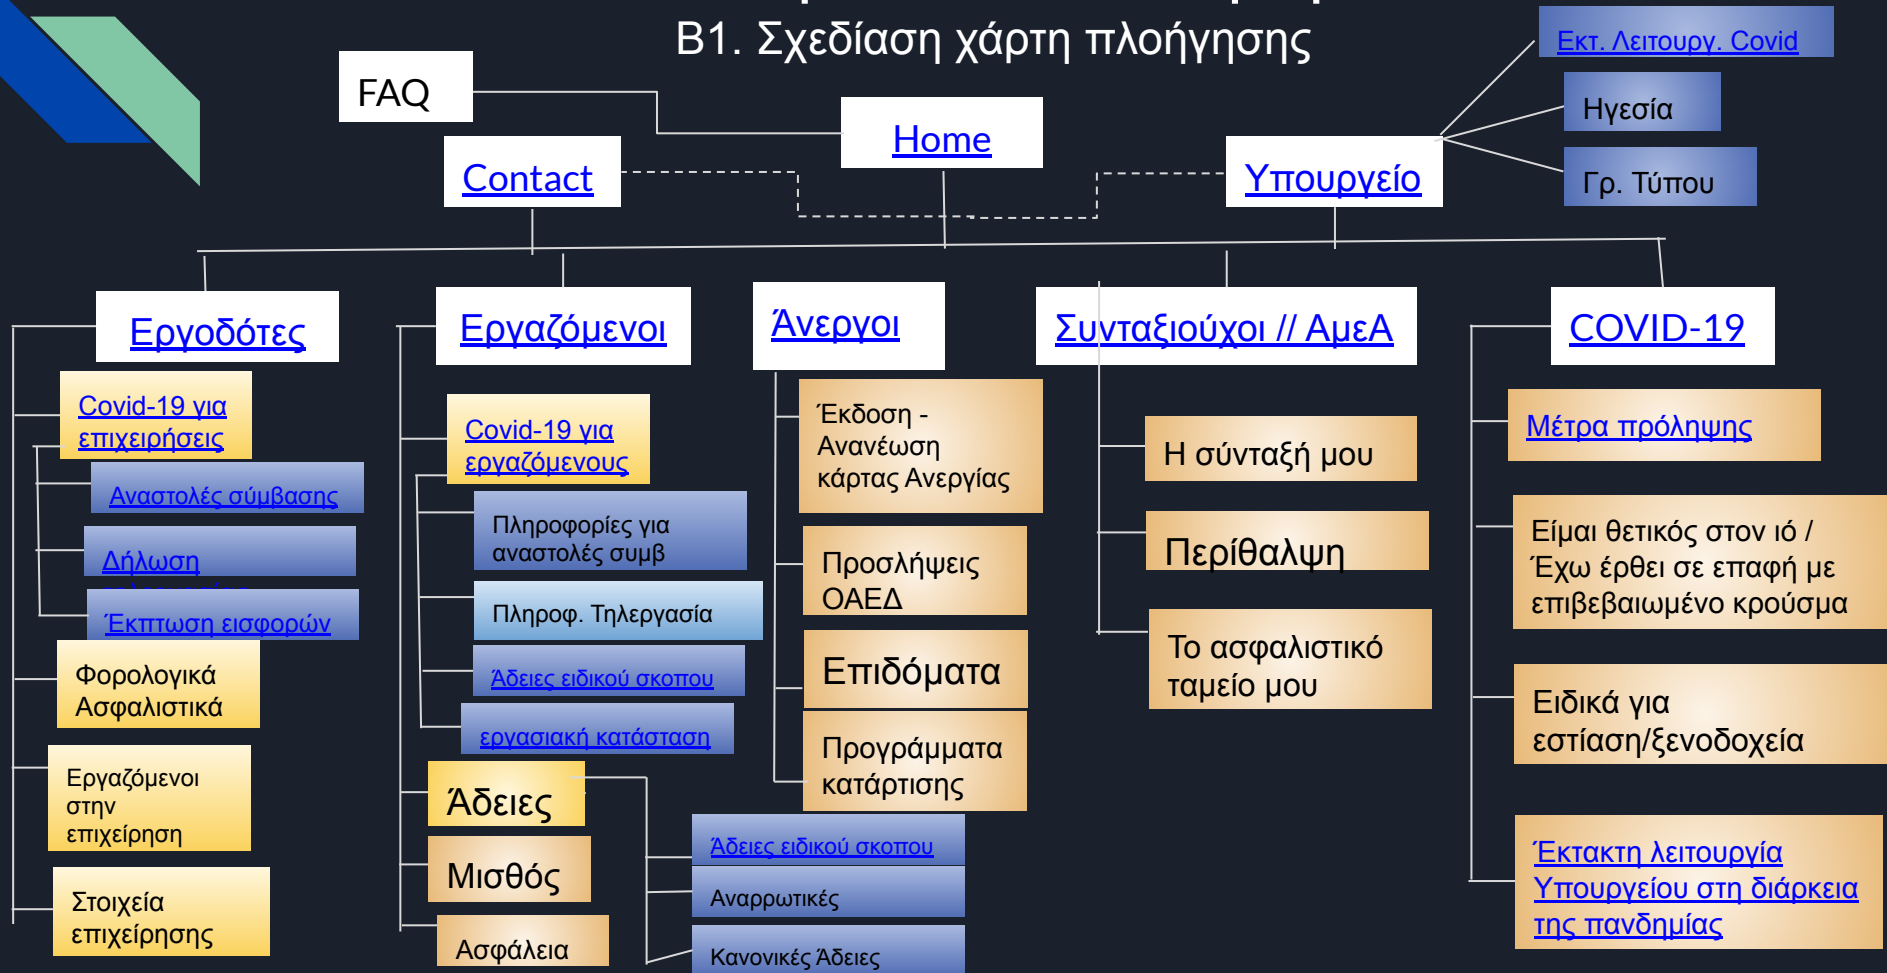 Β1. Σχεδίαση χάρτη πλοήγησης
FAQ
Home
Contact
Υπουργείο
Εκτ. Λειτουργ. Covid
Ηγεσία
Γρ. Τύπου
Εργοδότες
Covid-19 για
επιχειρήσεις
Αναστολές σύμβασης
Δήλωση
Έκπτωση εισφορών
Φορολογικά
Ασφαλιστικά
Εργαζόμενοι
στην
επιχείρηση
Στοιχεία
επιχείρησης
Εργαζόμενοι
Covid-19 για
εργαζόμενους
Πληροφορίες για
αναστολές συμβ
Πληροφ. Τηλεργασία
Άδειες ειδικού σκοπου
εργασιακή κατάσταση
Άδειες
Άδειες ειδικού σκοπου
Αναρρωτικές
Κανονικές Άδειες
Μισθός
Ασφάλεια
Άνεργοι
Έκδοση -
Ανανέωση
κάρτας Ανεργίας
Προσλήψεις
ΟΑΕΔ
Επιδόματα
Προγράμματα
κατάρτισης
Συνταξιούχοι // ΑμεΑ
Η σύνταξή μου
Περίθαλψη
Το ασφαλιστικό
ταμείο μου
COVID-19
Μέτρα πρόληψης
Είμαι θετικός στον ιό /
Έχω έρθει σε επαφή με
επιβεβαιωμένο κρούσμα
Ειδικά για
εστίαση/ξενοδοχεία
Έκτακτη λειτουργία
Υπουργείου στη διάρκεια
της πανδημίας